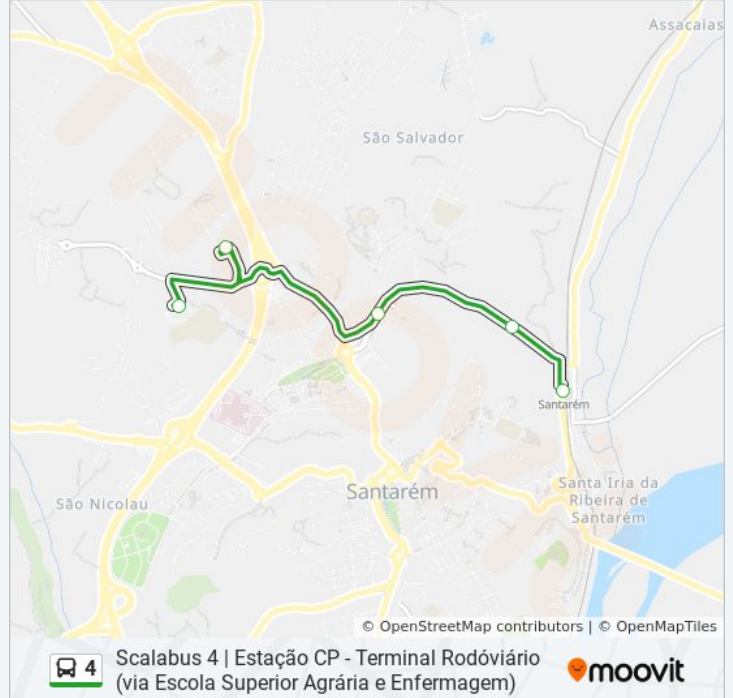 Assacaias
São Salvador
Santarém
Santa Iria da
Ribeira de
Santarém
Santarém
São Nicolau
© OpenStreetMap contributors | © OpenMapTiles
4
Scalabus 4 | Estação CP - Terminal Rodóviário
(via Escola Superior Agrária e Enfermagem)
moovit